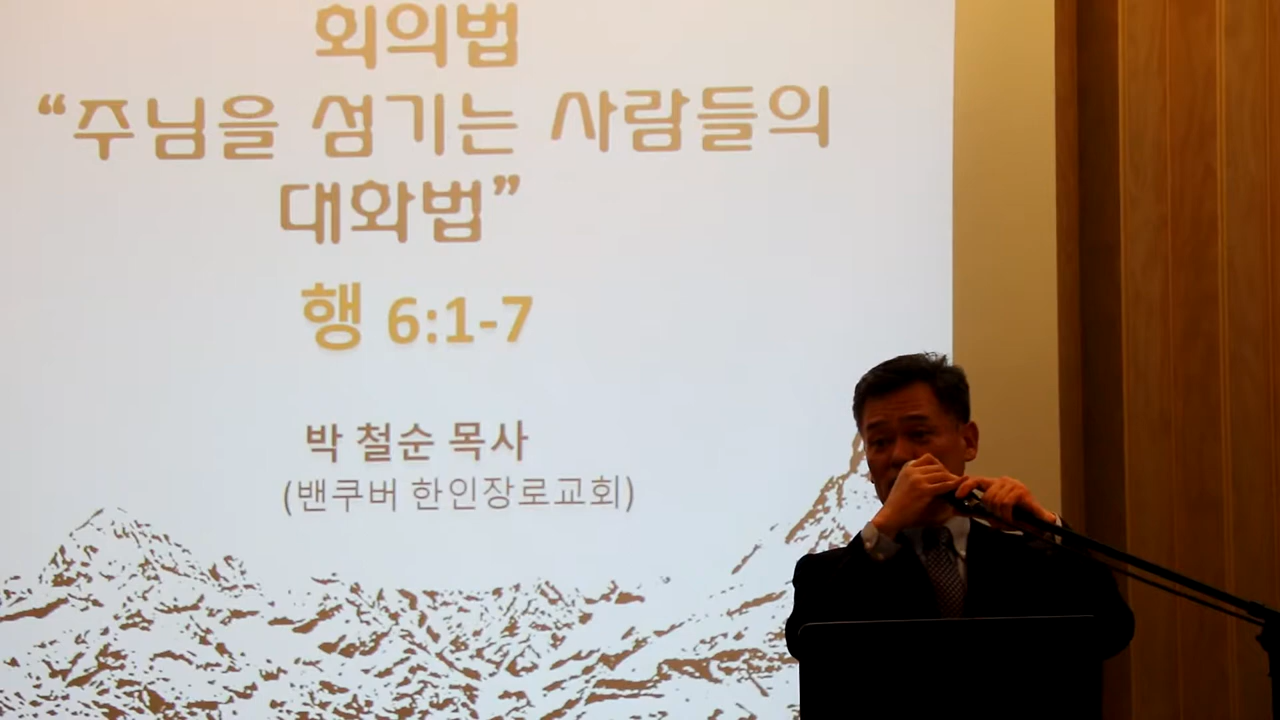 회의법
“주님을 섬기는 사람들의
대화법”
행 6:1-7
박 철순 목사
(밴쿠버 한인장로교회)